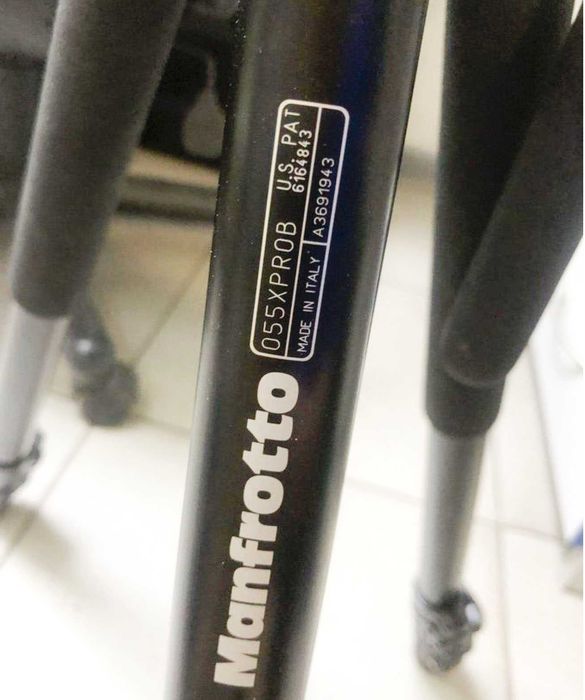 Manfrotto
055XPROB U.S. PAT
6164843
MADE IN ITALY A3691943